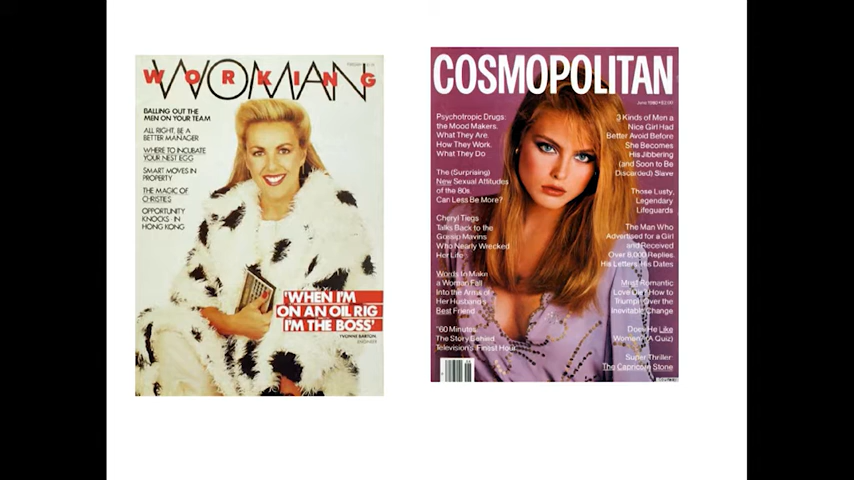 WORKING
WOMAN
BALLING OUT THE
MEN ON YOUR TEAM
ALL RIGHT, BE A
BETTER MANAGER
WHERE TO INCUBATE
YOUR NEST EGG
SMART MOVES IN
PROPERTY
THE MAGIC OF
CHRISTIES
OPPORTUNITY
KNOCKS - IN
HONG KONG
'WHEN I'M
ON AN OIL RIG
I'M THE BOSS'
YVONNE BARTON
ENGINEER
COSMOPOLITAN
June 1980 •
Psychotropic Drugs:
the Mood Makers.
What They Are.
How They Work.
What They Do
The (Surprising)
New Sexual Attitudes
of the 80s.
Can Less Be More?
Cheryl Tiegs
Talks Back to the
Gossip Mavins
Who Nearly Wrecked
Her Life
Words to Make
a Woman Fall
Into the Arms of
Her Husband's
Best Friend
"60 Minutes"
The Story Behind
Television's Finest Hour
3 Kinds of Men a
Nice Girl Had
Better Avoid Before
She Becomes
His Jibbering
(and Soon to Be
Discarded) Slave
Those Lusty,
Legendary
Lifeguards
The Man Who
Advertised for a Girl
and Received
Over 8,000 Replies.
His Letters. His Dates
Most Romantic
Love Girl: How to
Triumph Over the
Inevitable Change
Does He Like
Women? (A Quiz)
Super Thriller:
The Capricorn Stone